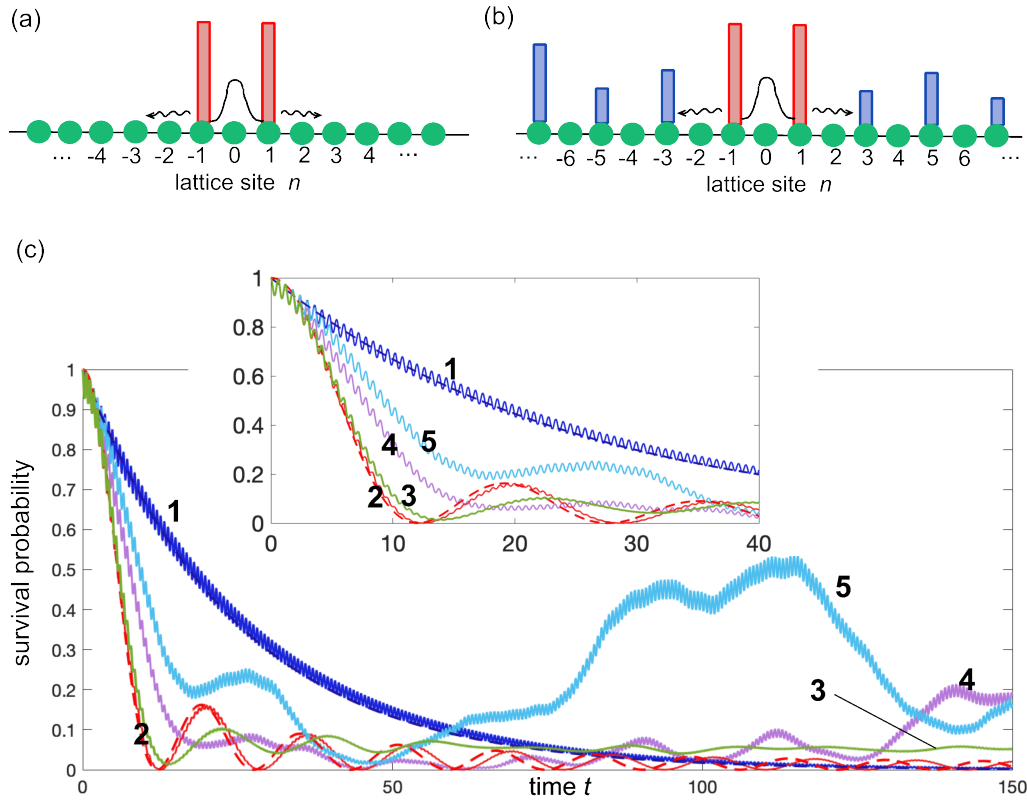 (a)
... -4 -3 -2 -1 0 1 2 3 4 ...
lattice site n
(b)
... -6 -5 -4 -3 -2 -1 0 1 2 3 4 5 6 ...
lattice site n
(c)
survival probability
1
0.9
0.8
0.7
0.6
0.5
0.4
0.3
0.2
0.1
0
0 50 100 150
time t
1
2
3
4
5
1
0.8
0.6
0.4
0.2
0
0 10 20 30 40
1
2
3
4
5